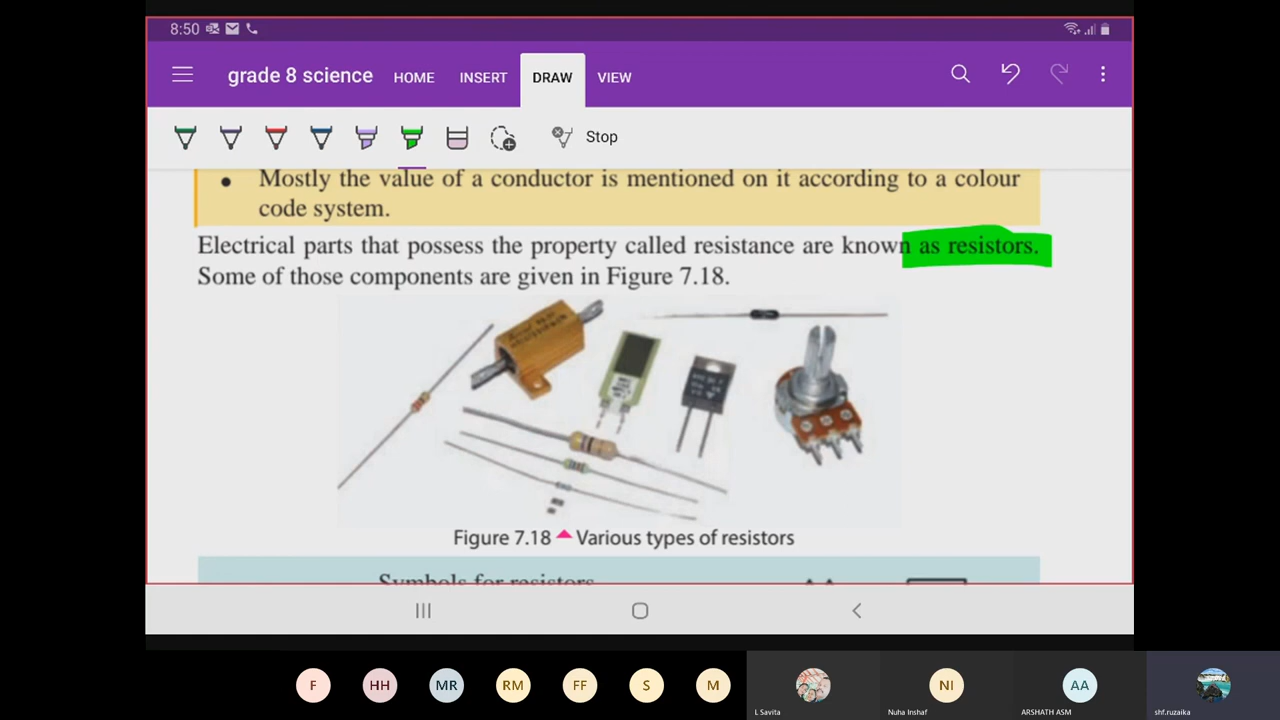 8:50
grade 8 science HOME INSERT DRAW VIEW
Stop
• Mostly the value of a conductor is mentioned on it according to a colour
code system.
Electrical parts that possess the property called resistance are known as resistors.
Some of those components are given in Figure 7.18.
Figure 7.18 Various types of resistors
Symbols for resistors
F HH MR RM FF S M NI AA
L Savita Nuha Inshaf ARSHATH ASM shf.ruzaika